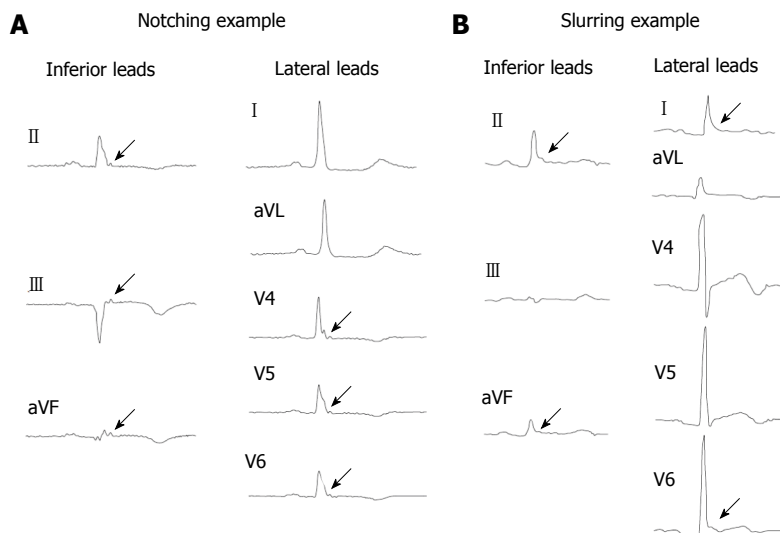 A Notching example
Inferior leads
Lateral leads
Ⅱ
Ⅲ
aVF
Ⅰ
aVL
V4
V5
V6
B Slurring example
Inferior leads
Lateral leads
Ⅱ
Ⅲ
aVF
Ⅰ
aVL
V4
V5
V6